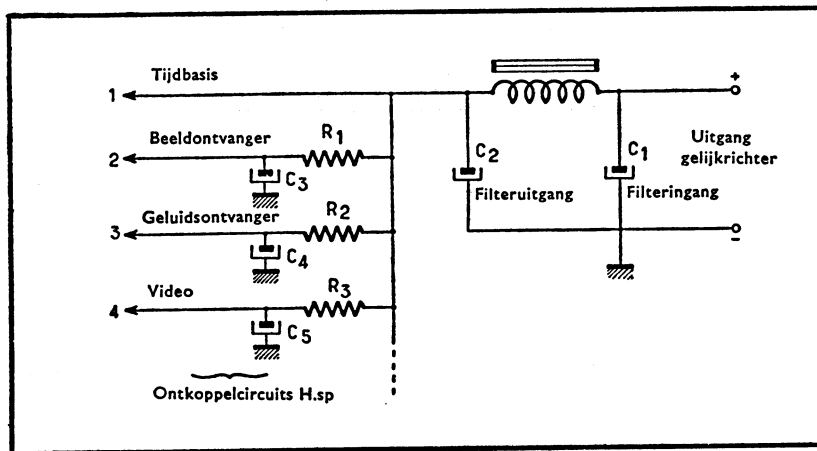 Tijdbasis
1
+
Beeldontvanger
R1
2
C3
C2
C1
Uitgang
gelijkrichter
Filteruitgang
Filteringang
Geluidsontvanger
R2
3
C4
-
Video
R3
4
C5
Ontkoppelcircuits H.sp